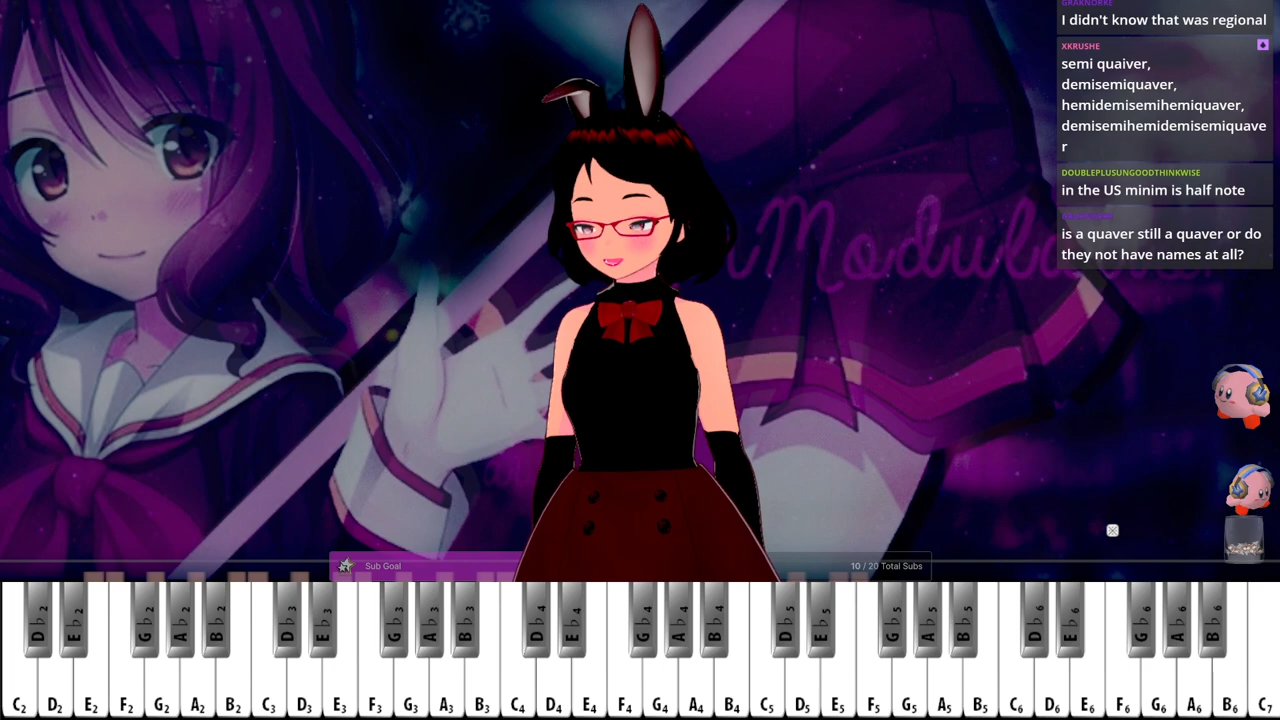 GRAKNORKE
I didn't know that was regional
XKRUSHE
semi quaiver,
demisemiquaver,
hemidemisemihemiquaver,
demisemihemidemisemiquave
r
DOUBLEPLUSUNGOODTHINKWISE
in the US minim is half note
GRAKNORKE
is a quaver still a quaver or do
they not have names at all?
Sub Goal
10 / 20 Total Subs
D♭2 E♭2 G♭2 A♭2 B♭2 D♭3 E♭3 G♭3 A♭3 B♭3 D♭4 E♭4 G♭4 A♭4 B♭4 D♭5 E♭5 G♭5 A♭5 B♭5 D♭6 E♭6 G♭6 A♭6 B♭6
C2 D2 E2 F2 G2 A2 B2 C3 D3 E3 F3 G3 A3 B3 C4 D4 E4 F4 G4 A4 B4 C5 D5 E5 F5 G5 A5 B5 C6 D6 E6 F6 G6 A6 B6 C7